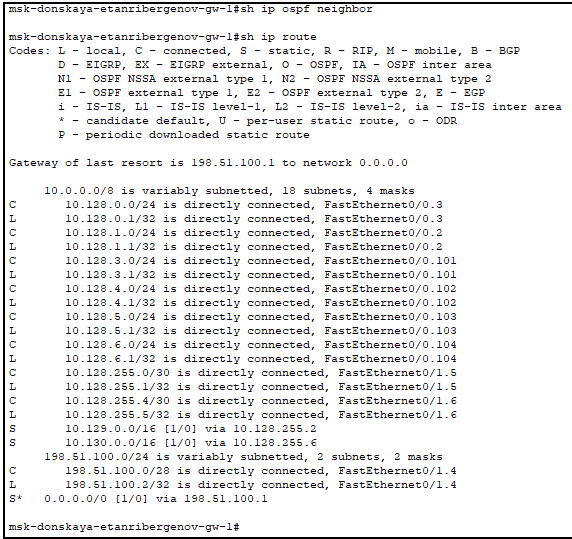 msk-donskaya-etanribergenov-gw-1#sh ip ospf neighbor
msk-donskaya-etanribergenov-gw-1#sh ip route
Codes: L - local, C - connected, S - static, R - RIP, M - mobile, B - BGP
D - EIGRP, EX - EIGRP external, O - OSPF, IA - OSPF inter area
N1 - OSPF NSSA external type 1, N2 - OSPF NSSA external type 2
E1 - OSPF external type 1, E2 - OSPF external type 2, E - EGP
i - IS-IS, L1 - IS-IS level-1, L2 - IS-IS level-2, ia - IS-IS inter area
* - candidate default, U - per-user static route, o - ODR
P - periodic downloaded static route
Gateway of last resort is 198.51.100.1 to network 0.0.0.0
10.0.0.0/8 is variably subnetted, 18 subnets, 4 masks
C 10.128.0.0/24 is directly connected, FastEthernet0/0.3
L 10.128.0.1/32 is directly connected, FastEthernet0/0.3
C 10.128.1.0/24 is directly connected, FastEthernet0/0.2
L 10.128.1.1/32 is directly connected, FastEthernet0/0.2
C 10.128.3.0/24 is directly connected, FastEthernet0/0.101
L 10.128.3.1/32 is directly connected, FastEthernet0/0.101
C 10.128.4.0/24 is directly connected, FastEthernet0/0.102
L 10.128.4.1/32 is directly connected, FastEthernet0/0.102
C 10.128.5.0/24 is directly connected, FastEthernet0/0.103
L 10.128.5.1/32 is directly connected, FastEthernet0/0.103
C 10.128.6.0/24 is directly connected, FastEthernet0/0.104
L 10.128.6.1/32 is directly connected, FastEthernet0/0.104
C 10.128.255.0/30 is directly connected, FastEthernet0/1.5
L 10.128.255.1/32 is directly connected, FastEthernet0/1.5
C 10.128.255.4/30 is directly connected, FastEthernet0/1.6
L 10.128.255.5/32 is directly connected, FastEthernet0/1.6
S 10.129.0.0/16 [1/0] via 10.128.255.2
S 10.130.0.0/16 [1/0] via 10.128.255.6
198.51.100.0/24 is variably subnetted, 2 subnets, 2 masks
C 198.51.100.0/28 is directly connected, FastEthernet0/1.4
L 198.51.100.2/32 is directly connected, FastEthernet0/1.4
S* 0.0.0.0/0 [1/0] via 198.51.100.1
msk-donskaya-etanribergenov-gw-1#